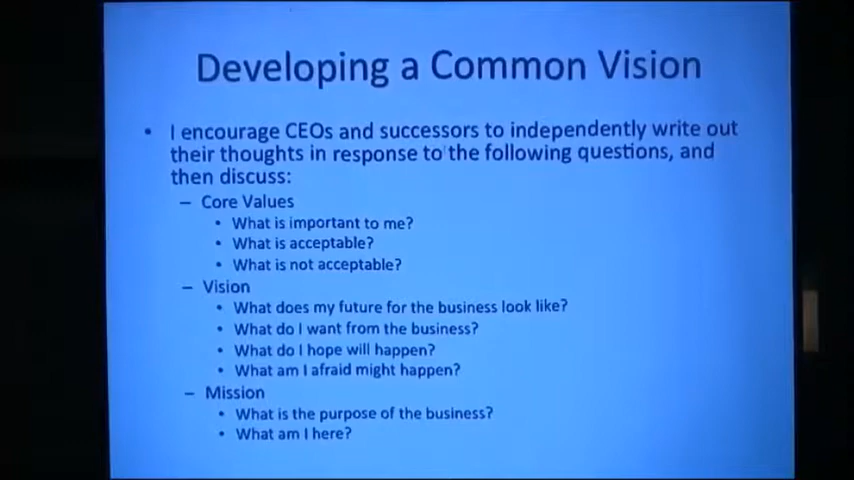 Developing a Common Vision
• I encourage CEOs and successors to independently write out
their thoughts in response to the following questions, and
then discuss:
– Core Values
• What is important to me?
• What is acceptable?
• What is not acceptable?
– Vision
• What does my future for the business look like?
• What do I want from the business?
• What do I hope will happen?
• What am I afraid might happen?
– Mission
• What is the purpose of the business?
• What am I here?